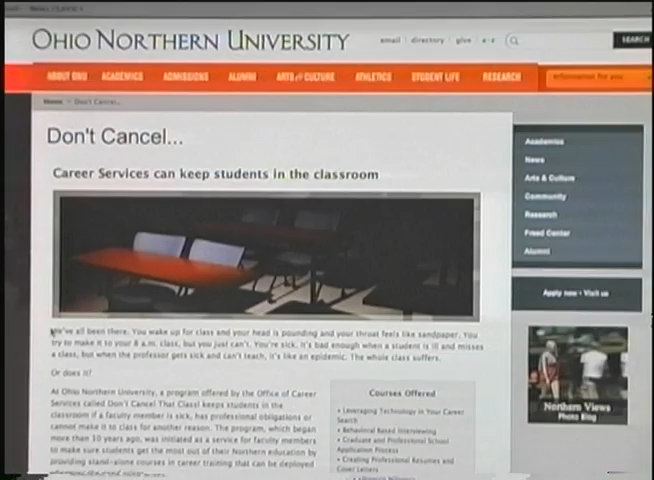 OHIO NORTHERN UNIVERSITY
email directory give a-z
SEARCH
ABOUT ONU ACADEMICS ADMISSIONS ALUMNI ARTS & CULTURE ATHLETICS STUDENT LIFE RESEARCH
Information for you
Home > Don't Cancel...
Don't Cancel...
Career Services can keep students in the classroom
We've all been there. You wake up for class and your head is pounding and your throat feels like sandpaper. You
try to make it to your 8 a.m. class, but you just can't. You're sick. It's bad enough when a student is ill and misses
a class, but when the professor gets sick and can't teach, it's like an epidemic. The whole class suffers.
Or does it?
At Ohio Northern University, a program offered by the Office of Career
Services called Don't Cancel That Class! keeps students in the
classroom if a faculty member is sick, has professional obligations or
cannot make it to class for another reason. The program, which began
more than 10 years ago, was initiated as a service for faculty members
to make sure students get the most out of their Northern education by
providing stand-alone courses in career training that can be deployed
Courses Offered
• Leveraging Technology in Your Career
Search
• Behavioral Based Interviewing
• Graduate and Professional School
Application Process
• Creating Professional Resumes and
Cover Letters
Academics
News
Arts & Culture
Community
Research
Freed Center
Alumni
Apply now • Visit us
Northern Views
Photo Blog